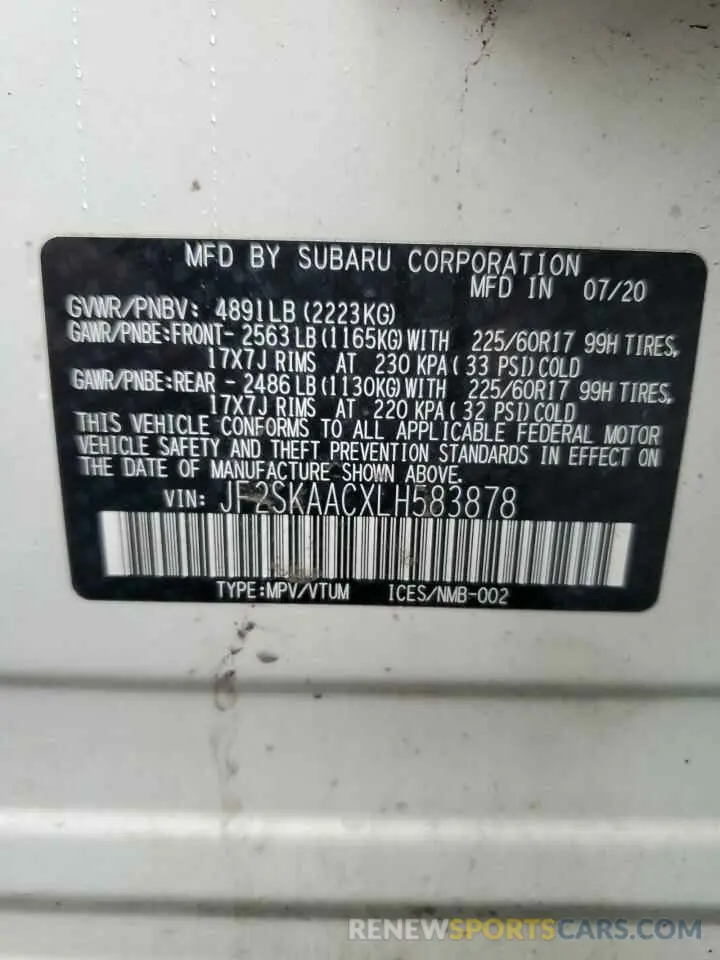 MFD BY SUBARU CORPORATION
MFD IN 07/20
GVWR/PNBV: 4891LB (2223KG)
GAWR/PNBE:FRONT- 2563LB(1165KG)WITH 225/60R17 99H TIRES,
17X7J RIMS AT 230 KPA( 33 PSI)COLD
GAWR/PNBE:REAR - 2486LB(1130KG)WITH 225/60R17 99H TIRES,
17X7J RIMS AT 220 KPA( 32 PSI)COLD
THIS VEHICLE CONFORMS TO ALL APPLICABLE FEDERAL MOTOR
VEHICLE SAFETY AND THEFT PREVENTION STANDARDS IN EFFECT ON
THE DATE OF MANUFACTURE SHOWN ABOVE.
VIN: JF2SKAACXLH583878
TYPE:MPV/VTUM ICES/NMB-002
RENEWSPORTSCARS.COM